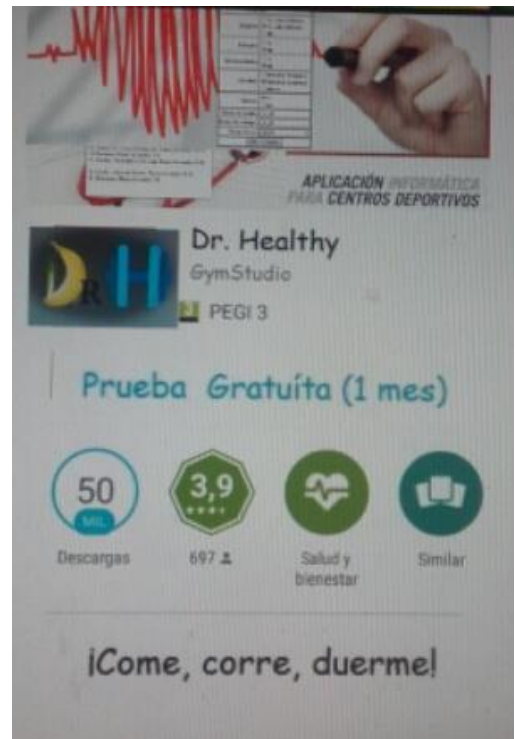 APLICACIÓN INFORMÁTICA
PARA CENTROS DEPORTIVOS
DR H
Dr. Healthy
GymStudio
PEGI 3
Prueba Gratuíta (1 mes)
50
MIL
Descargas
3,9
697
Salud y
bienestar
Similar
¡Come, corre, duerme!